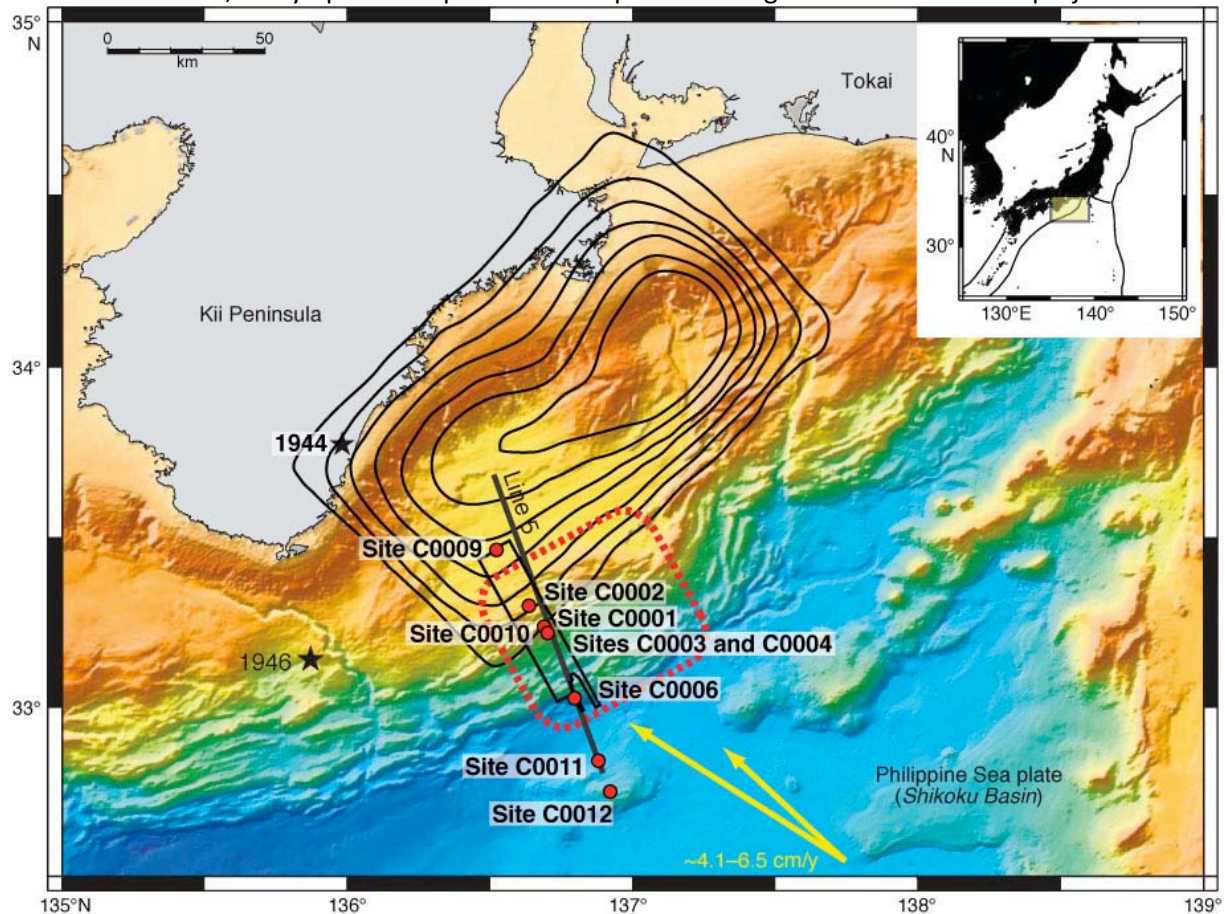 35°
N
0
50
km
Tokai
40°
N
30°
130°E
140°
150°
Kii Peninsula
34°
1944
Line 5
Site C0009
Site C0002
Site C0001
Site C0010
Sites C0003 and C0004
1946
Site C0006
33°
Site C0011
Philippine Sea plate
(Shikoku Basin)
Site C0012
~4.1–6.5 cm/y
135°N
136°
137°
138°
139°